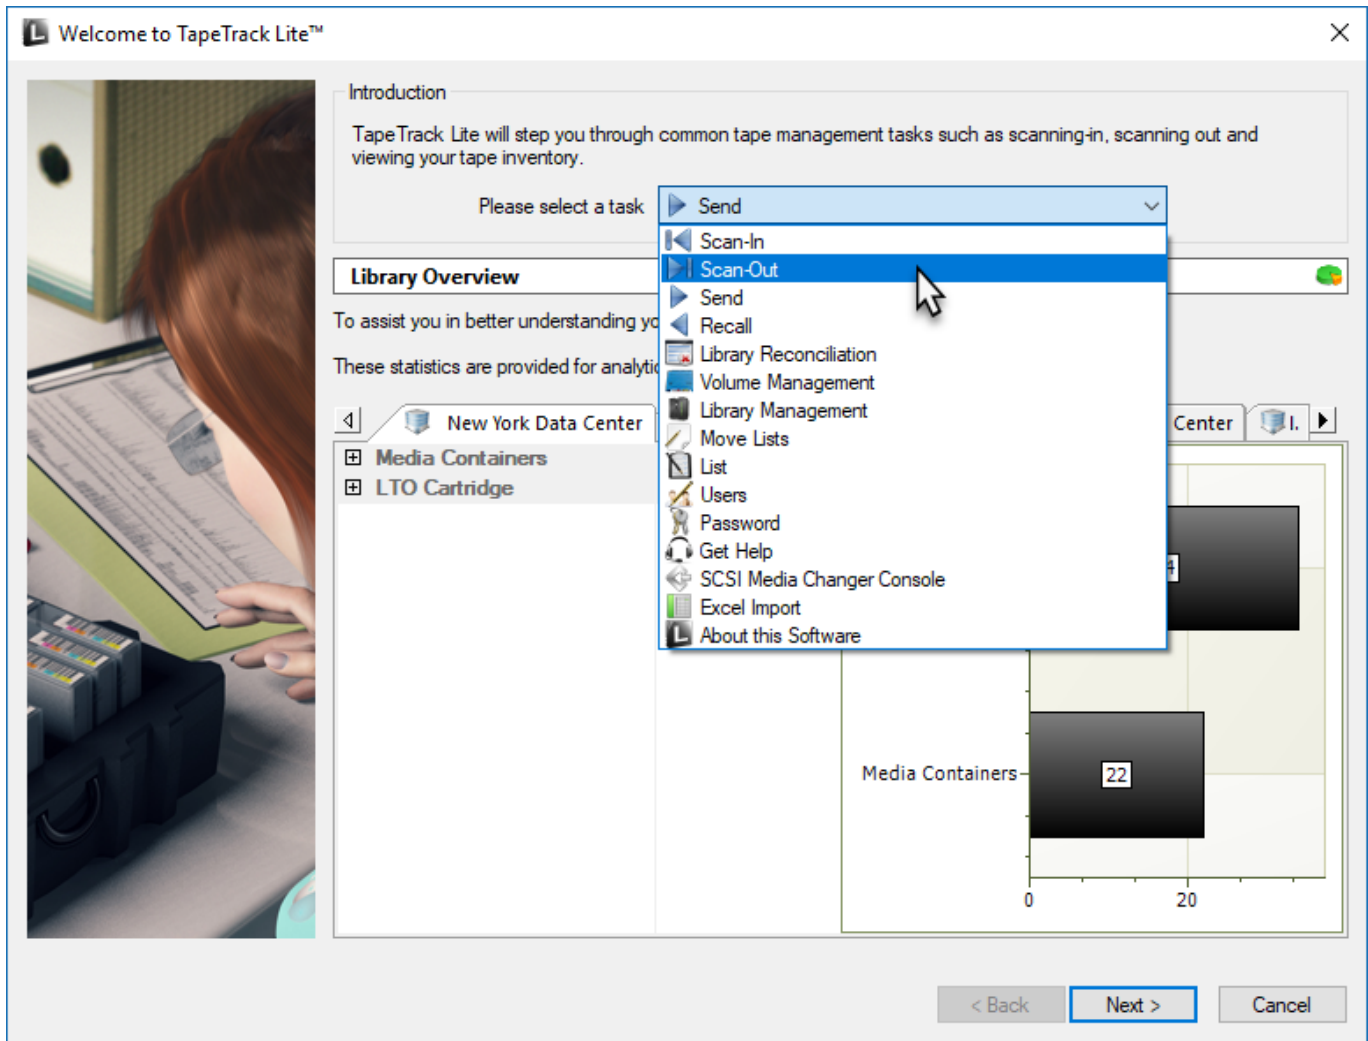 Welcome to TapeTrack Lite™
Introduction
TapeTrack Lite will step you through common tape management tasks such as scanning-in, scanning out and
viewing your tape inventory.
Please select a task
Send
Scan-In
Scan-Out
Send
Recall
Library Reconciliation
Volume Management
Library Management
Move Lists
List
Users
Password
Get Help
SCSI Media Changer Console
Excel Import
About this Software
Library Overview
To assist you in better understanding
These statistics are provided for
New York Data Center
Center
Media Containers
LTO Cartridge
4
Media Containers
22
0
20
< Back
Next >
Cancel